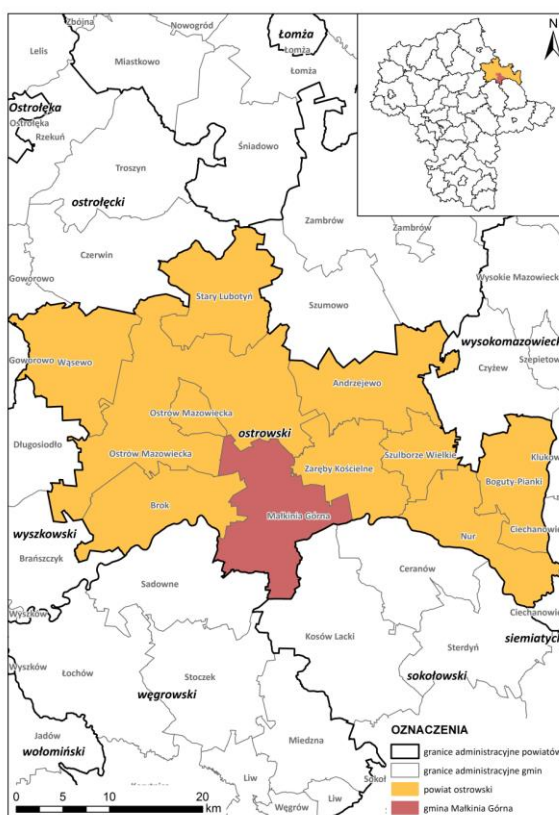 Zbójna
Nowogród
Lelis
Miastkowo
Łomża
Łomża
Łomża
Ostrołęka
Ostrołęka
Rzekuń
Śniadowo
Troszyn
ostrołęcki
Zambrów
Zambrów
Czerwin
Goworowo
Szumowo
Wysokie Mazowieckie
Stary Lubotyń
wysokomazowiecki
Goworowo
Wąsewo
Andrzejewo
Czyżew
Szepietowo
Ostrów Mazowiecka
ostrowski
Długosiodło
Ostrów Mazowiecka
Zaręby Kościelne
Szulborze Wielkie
Klukowo
Boguty-Pianki
Brok
Małkinia Górna
Ciechanowiec
wyszkowski
Nur
Brańszczyk
Sadowne
Ceranów
Wyszków
Ciechanowiec
Kosów Lacki
siemiatycki
Sterdyń
Wyszków
Łochów
Stoczek
węgrowski
sokołowski
Jadów
wołomiński
Miedzna
Liw
Węgrów
Liw
Sokoł
N
OZNACZENIA
granice administracyjne powiatów
granice administracyjne gmin
powiat ostrowski
gmina Małkinia Górna
0 5 10 20
km